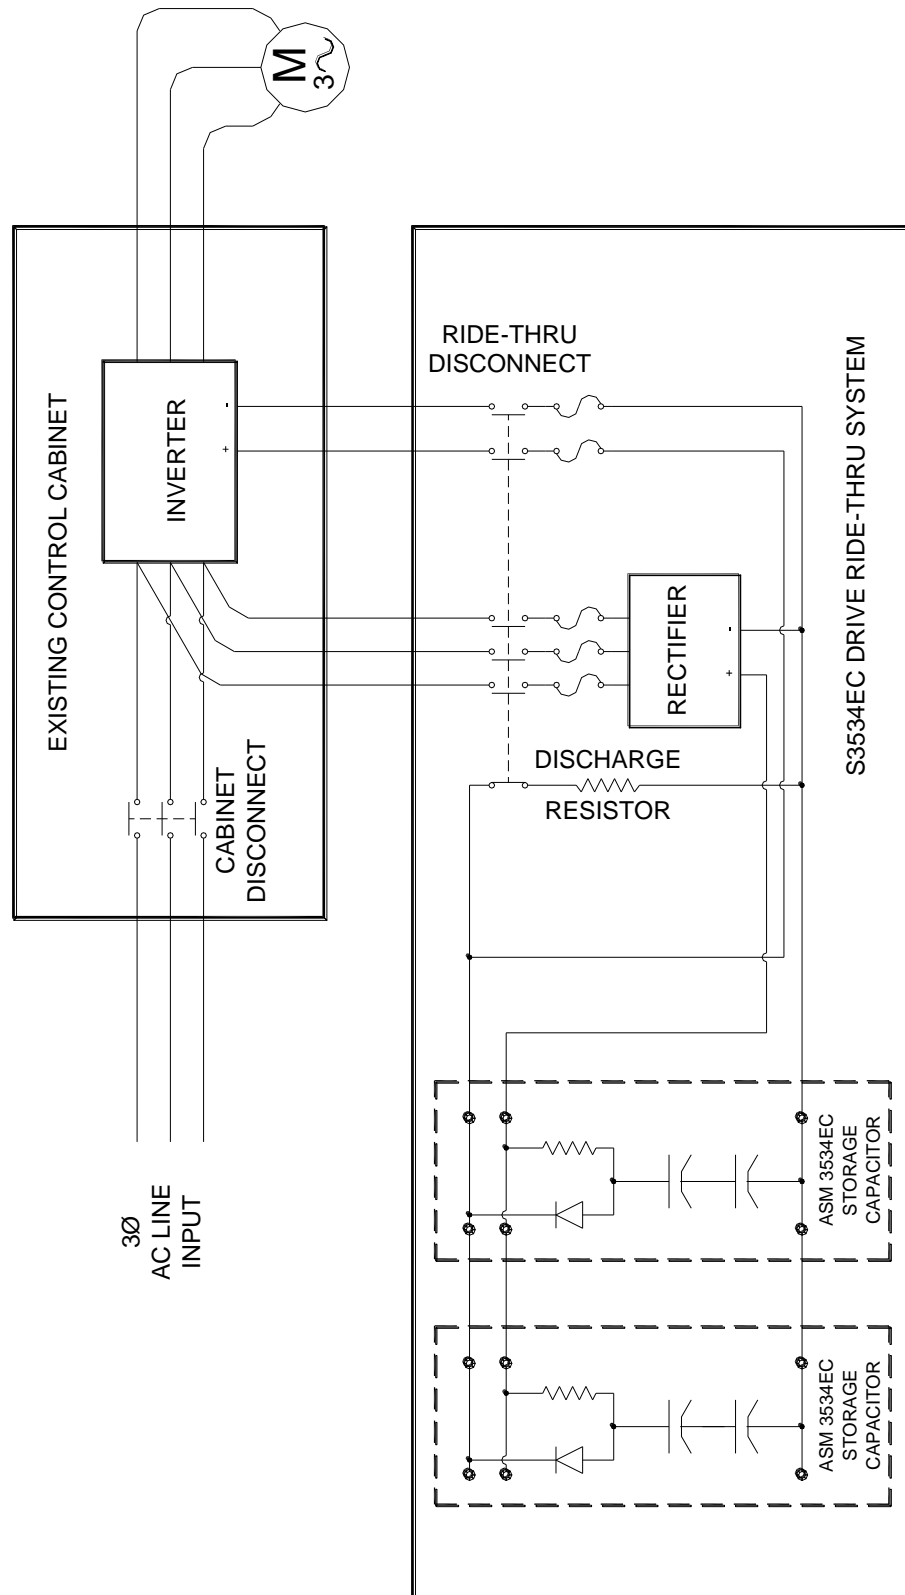 M
3
EXISTING CONTROL CABINET
INVERTER
-
+
CABINET
DISCONNECT
3Ø
AC LINE
INPUT
RIDE-THRU
DISCONNECT
RECTIFIER
-
+
DISCHARGE
RESISTOR
S3534EC DRIVE RIDE-THRU SYSTEM
ASM 3534EC
STORAGE
CAPACITOR
ASM 3534EC
STORAGE
CAPACITOR